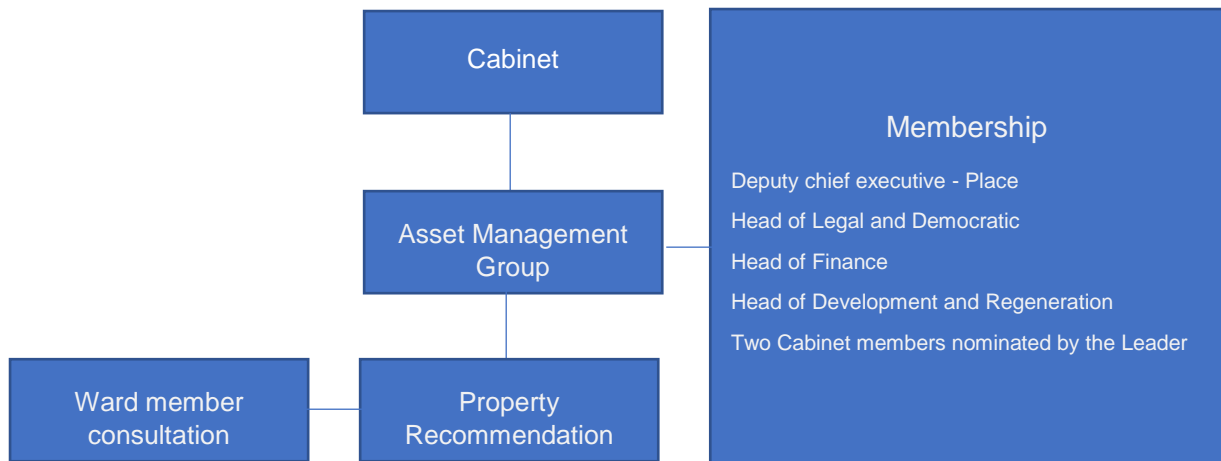 Cabinet
Membership
Deputy chief executive - Place
Head of Legal and Democratic
Head of Finance
Head of Development and Regeneration
Two Cabinet members nominated by the Leader
Asset Management
Group
Ward member
consultation
Property
Recommendation